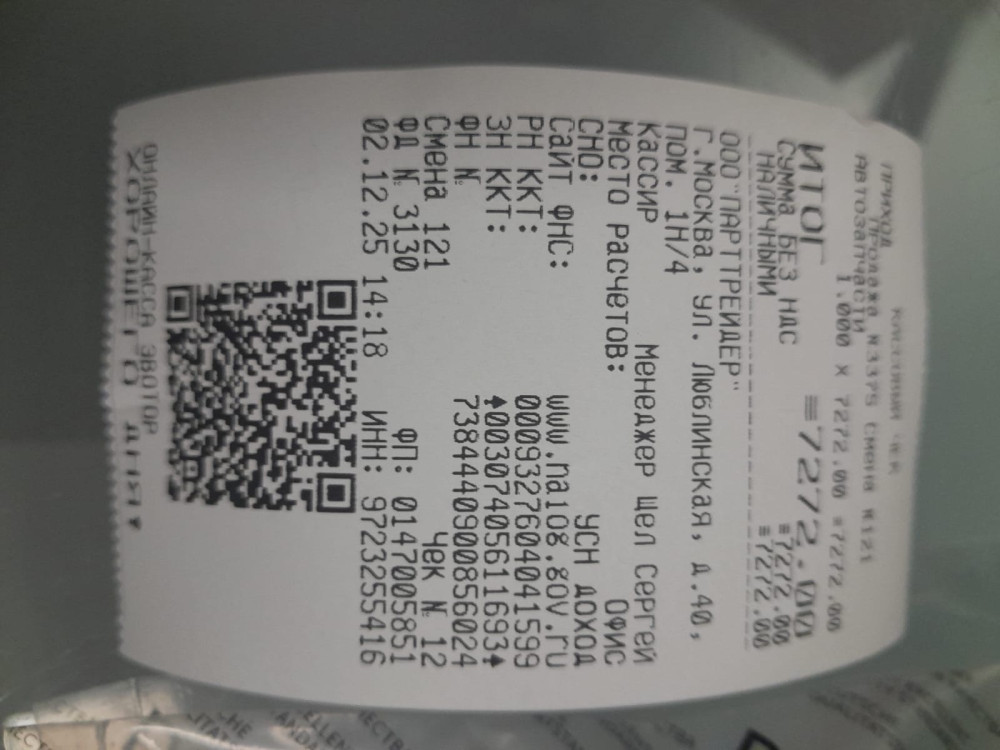 КАССОВЫЙ ЧЕК
ПРИХОД
Продажа №3375 Смена №121
Автозапчасти
1.000 X 7272.00 ≡7272.00
ИТОГ ≡7272.00
СУММА БЕЗ НДС ≡7272.00
НАЛИЧНЫМИ ≡7272.00
ООО "ПАРТТРЕЙДЕР"
Г.МОСКВА, УЛ. ЛЮБЛИНСКАЯ, Д.40,
ПОМ. 1Н/4
Кассир Менеджер Щел Сергей
Место расчетов: Офис
СНО: УСН ДОХОД
Сайт ФНС: www.nalog.gov.ru
РН ККТ: 0009327604041599
ЗН ККТ: ♠00307405611693♠
ФН № 7384440900856024
Смена 121 Чек № 12
ФД № 3130 ФП: 0147005851
02.12.25 14:18 ИНН: 9723255416
ОНЛАЙН-КАССА ЭВОТОР
ХОРОШЕГО ДНЯ!